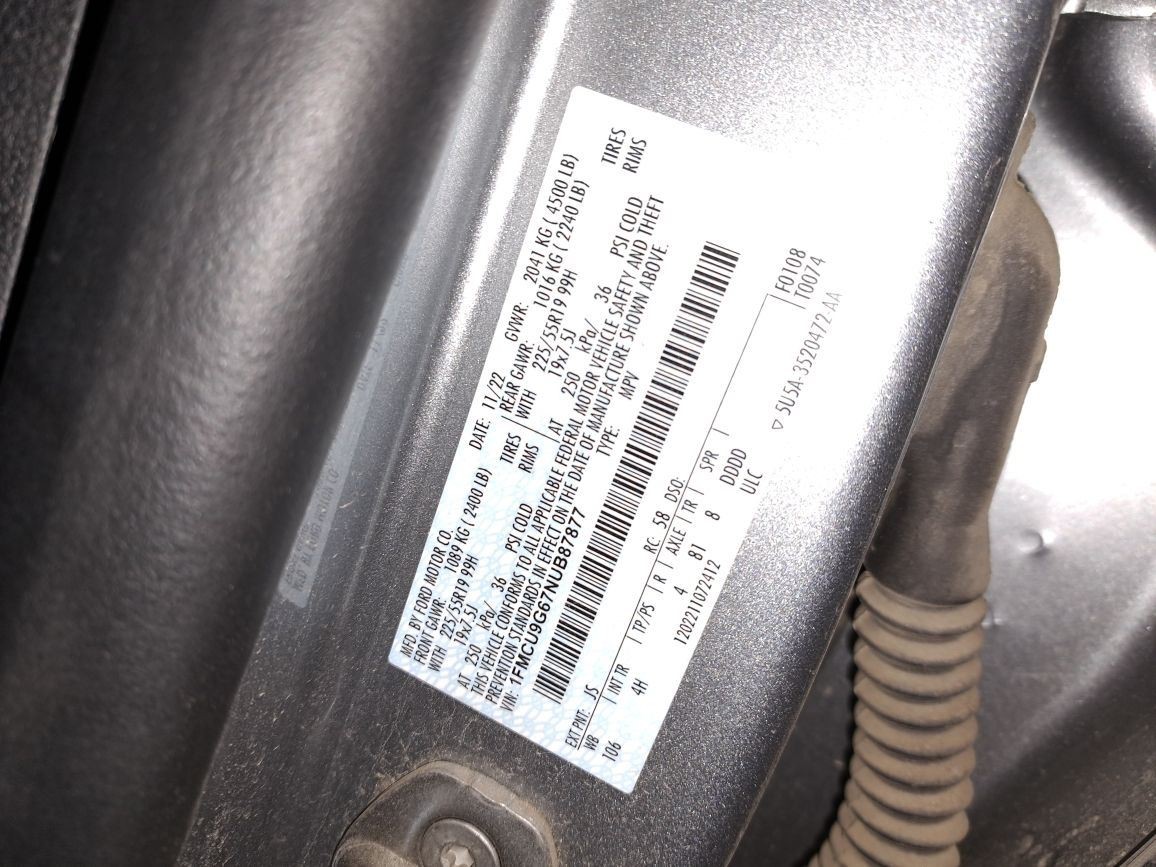 MFD. BY FORD MOTOR CO.
DATE: 11/22 GVWR: 2041 KG ( 4500 LB)
FRONT GAWR: 1089 KG ( 2400 LB) REAR GAWR: 1016 KG ( 2240 LB)
WITH 225/55R19 99H TIRES WITH 225/55R19 99H TIRES
19x7.5J RIMS 19x7.5J RIMS
AT 250 kPa/ 36 PSI COLD AT 250 kPa/ 36 PSI COLD
THIS VEHICLE CONFORMS TO ALL APPLICABLE FEDERAL MOTOR VEHICLE SAFETY AND THEFT
PREVENTION STANDARDS IN EFFECT ON THE DATE OF MANUFACTURE SHOWN ABOVE.
VIN: 1FMCU9G67NUB87877 TYPE: MPV
EXT PNT: JS RC: 58 DSO: F0108
WB INT TR TP/PS R AXLE TR SPR T0074
106 4H 4 81 8 DDDD
120221107 2412 ULC
▽ 5U5A-3520472-AA